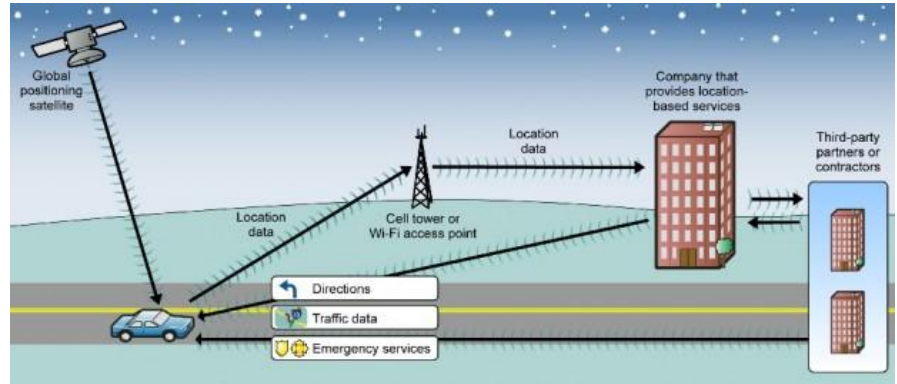 Global
positioning
satellite
Company that
provides location-
based services
Location
data
Third-party
partners or
contractors
Location
data
Cell tower or
Wi-Fi access point
Directions
Traffic data
Emergency services